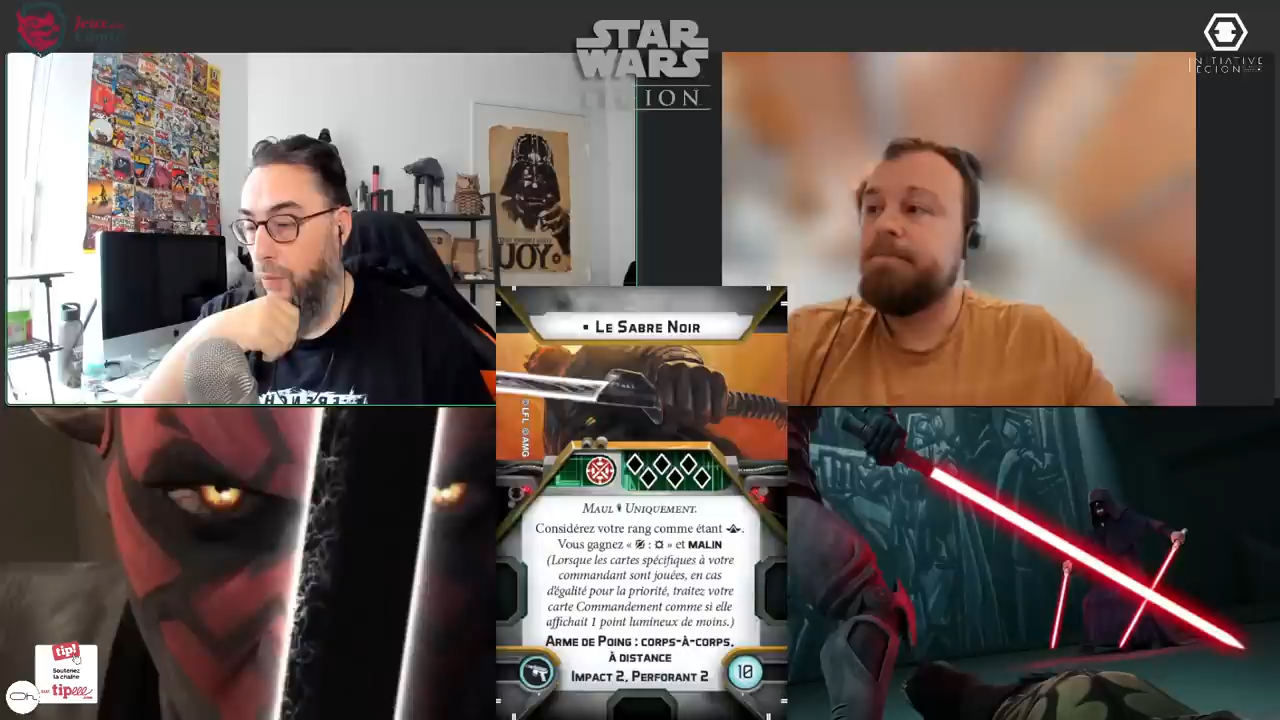 Jeux
Comté
STAR
WARS
LEGION
INITIATIVE
LEGION
JOY
• Le Sabre Noir
©LFL ©AMG
Maul Uniquement.
Considérez votre rang comme étant .
Vous gagnez « : » et MALIN
(Lorsque les cartes spécifiques à votre
commandant sont jouées, en cas
d'égalité pour la priorité, traitez votre
carte Commandement comme si elle
affichait 1 point lumineux de moins.)
Arme de Poing : corps-à-corps,
à distance
Impact 2, Perforant 2
10
tip!
Soutenez
la chaîne
sur tipeee
Oh